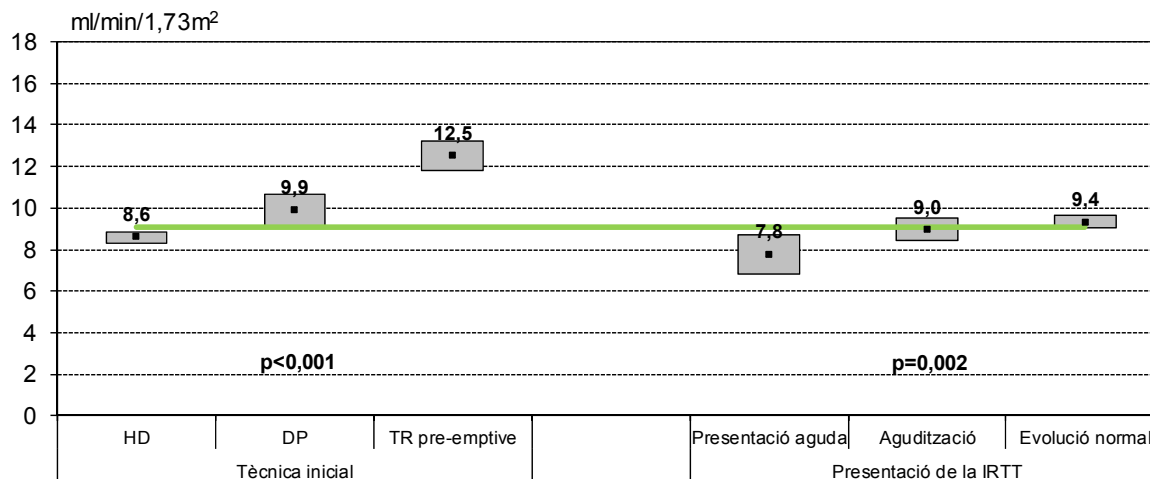 ml/min/1,73m²
18
16
14
12
10
8
6
4
2
0
8,6
9,9
12,5
7,8
9,0
9,4
p<0,001
p=0,002
HD
DP
TR pre-emptive
Presentació aguda
Agudització
Evolució normal
Tècnica inicial
Presentació de la IRTT